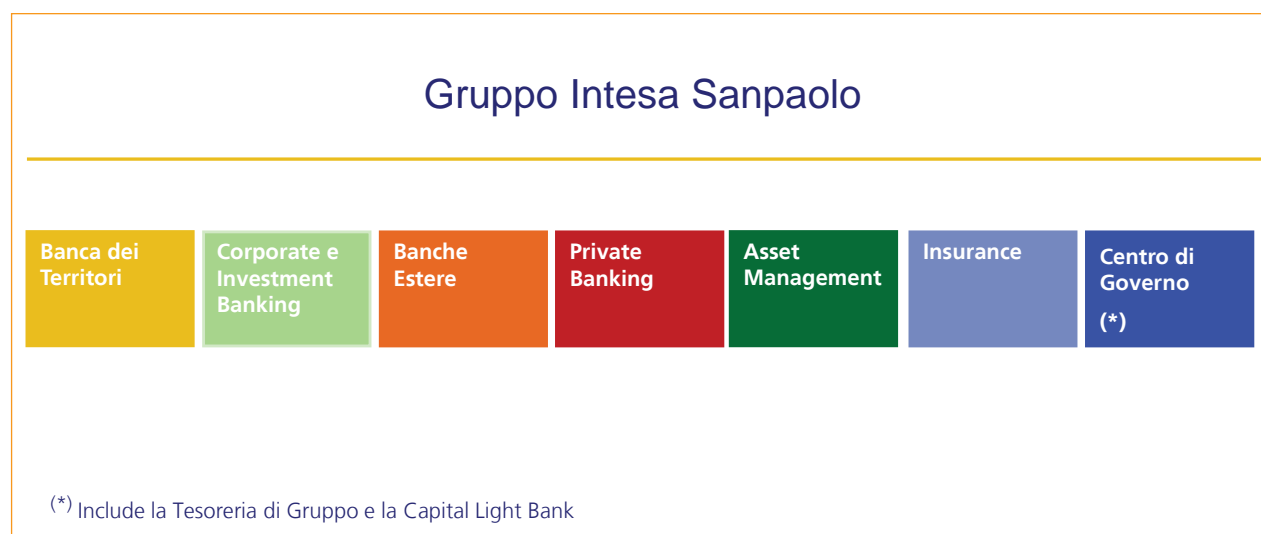 Gruppo Intesa Sanpaolo
Banca dei
Territori
Corporate e
Investment
Banking
Banche
Estere
Private
Banking
Asset
Management
Insurance
Centro di
Governo
(*)
(*) Include la Tesoreria di Gruppo e la Capital Light Bank